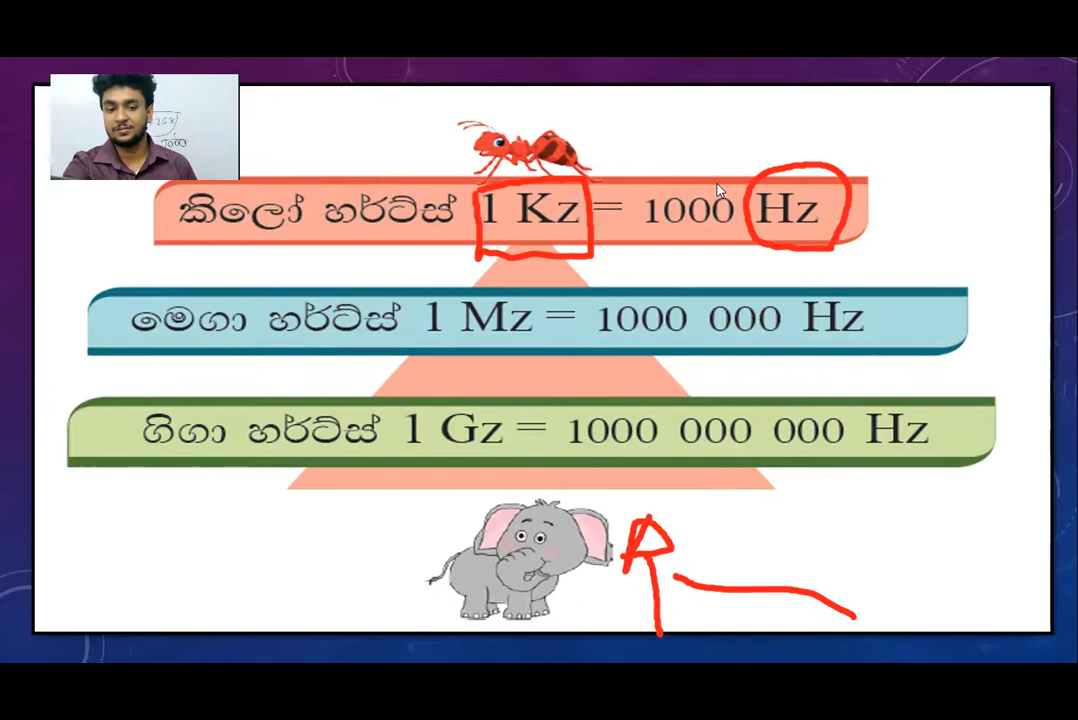 කිලෝ හර්ට්ස් 1 Kz = 1000 Hz
මෙගා හර්ට්ස් 1 Mz = 1000 000 Hz
ගිගා හර්ට්ස් 1 Gz = 1000 000 000 Hz